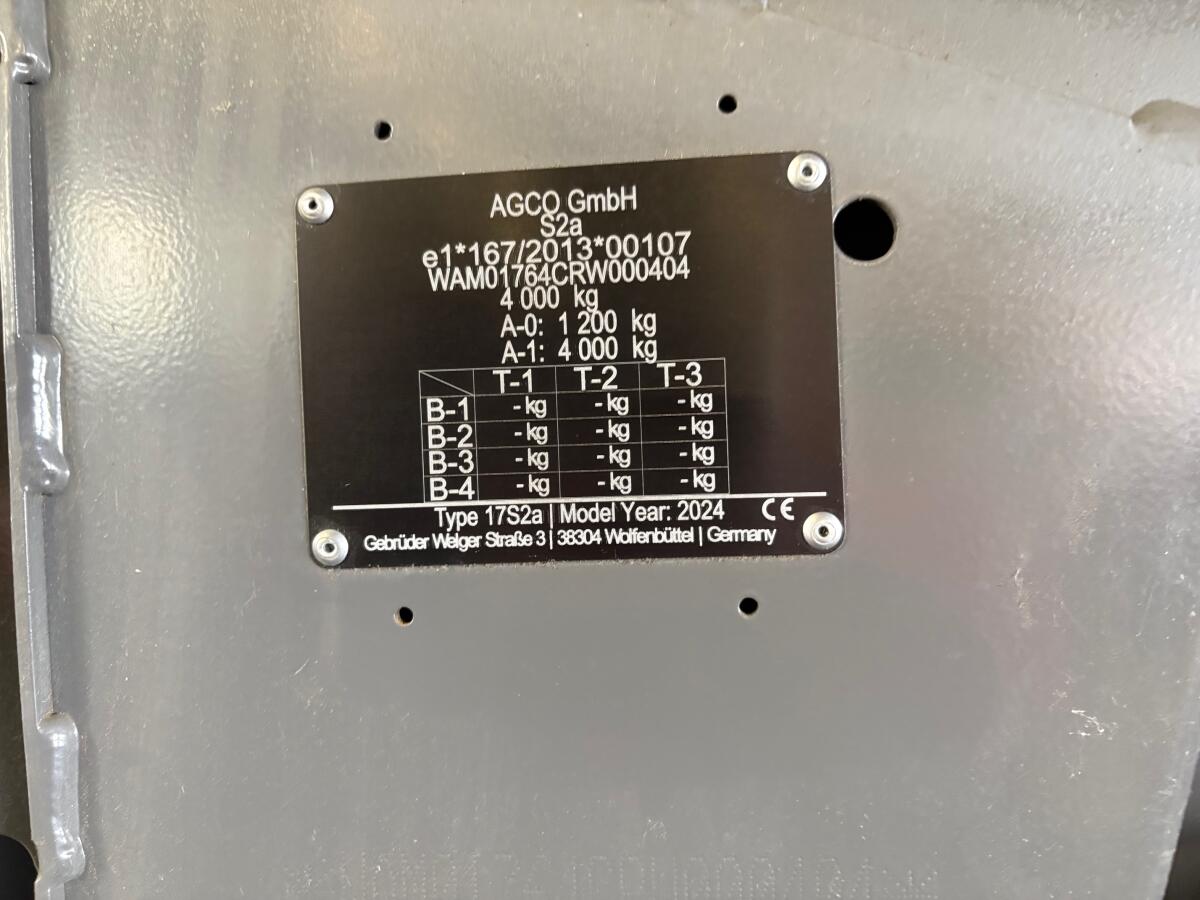 AGCO GmbH
S2a
e1*167/2013*00107
WAM01764CRW000404
4 000 kg
A-0: 1 200 kg
A-1: 4 000 kg
T-1 T-2 T-3
B-1 -kg -kg -kg
B-2 -kg -kg -kg
B-3 -kg -kg -kg
B-4 -kg -kg -kg
Type 17S2a | Model Year: 2024 CE
Gebrüder Welger Straße 3 | 38304 Wolfenbüttel | Germany